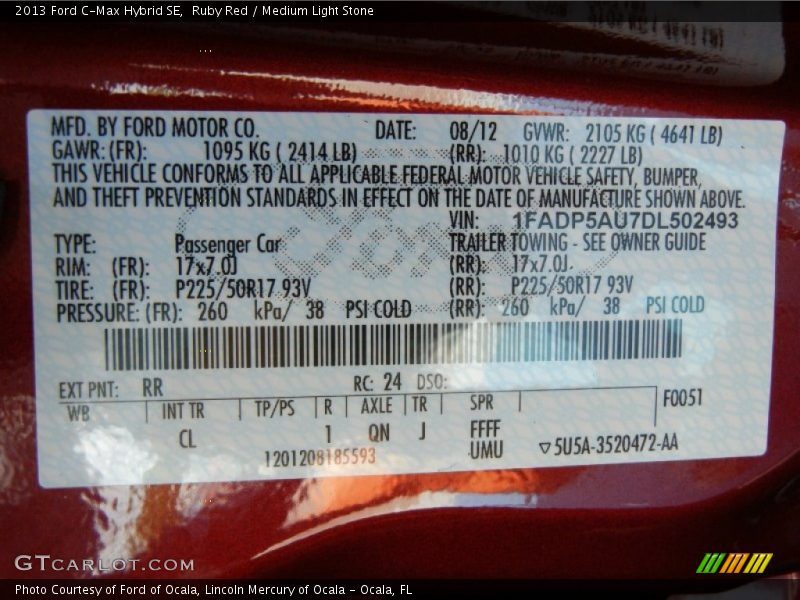 2013 Ford C-Max Hybrid SE,  Ruby Red / Medium Light Stone
MFD. BY FORD MOTOR CO. DATE: 08/12 GVWR: 2105 KG ( 4641 LB)
GAWR: (FR): 1095 KG ( 2414 LB) (RR): 1010 KG ( 2227 LB)
THIS VEHICLE CONFORMS TO ALL APPLICABLE FEDERAL MOTOR VEHICLE SAFETY, BUMPER,
AND THEFT PREVENTION STANDARDS IN EFFECT ON THE DATE OF MANUFACTURE SHOWN ABOVE.
VIN: 1FADP5AU7DL502493
TYPE: Passenger Car TRAILER TOWING - SEE OWNER GUIDE
RIM: (FR): 17x7.0J (RR): 17x7.0J
TIRE: (FR): P225/50R17 93V (RR): P225/50R17 93V
PRESSURE: (FR): 260 kPa/ 38 PSI COLD (RR): 260 kPa/ 38 PSI COLD
EXT PNT: RR RC: 24 DSO:
WB INT TR TP/PS R AXLE TR SPR F0051
CL 1 QN J FFFF
1201208185593 UMU ▽5U5A-3520472-AA
GTCARLOT.COM
Photo Courtesy of Ford of Ocala, Lincoln Mercury of Ocala - Ocala, FL